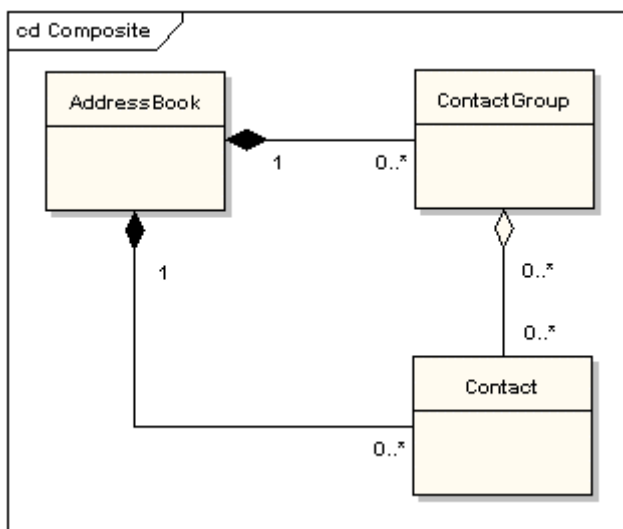 cd Composite
AddressBook
ContactGroup
1
0..*
1
0..*
0..*
Contact
0..*